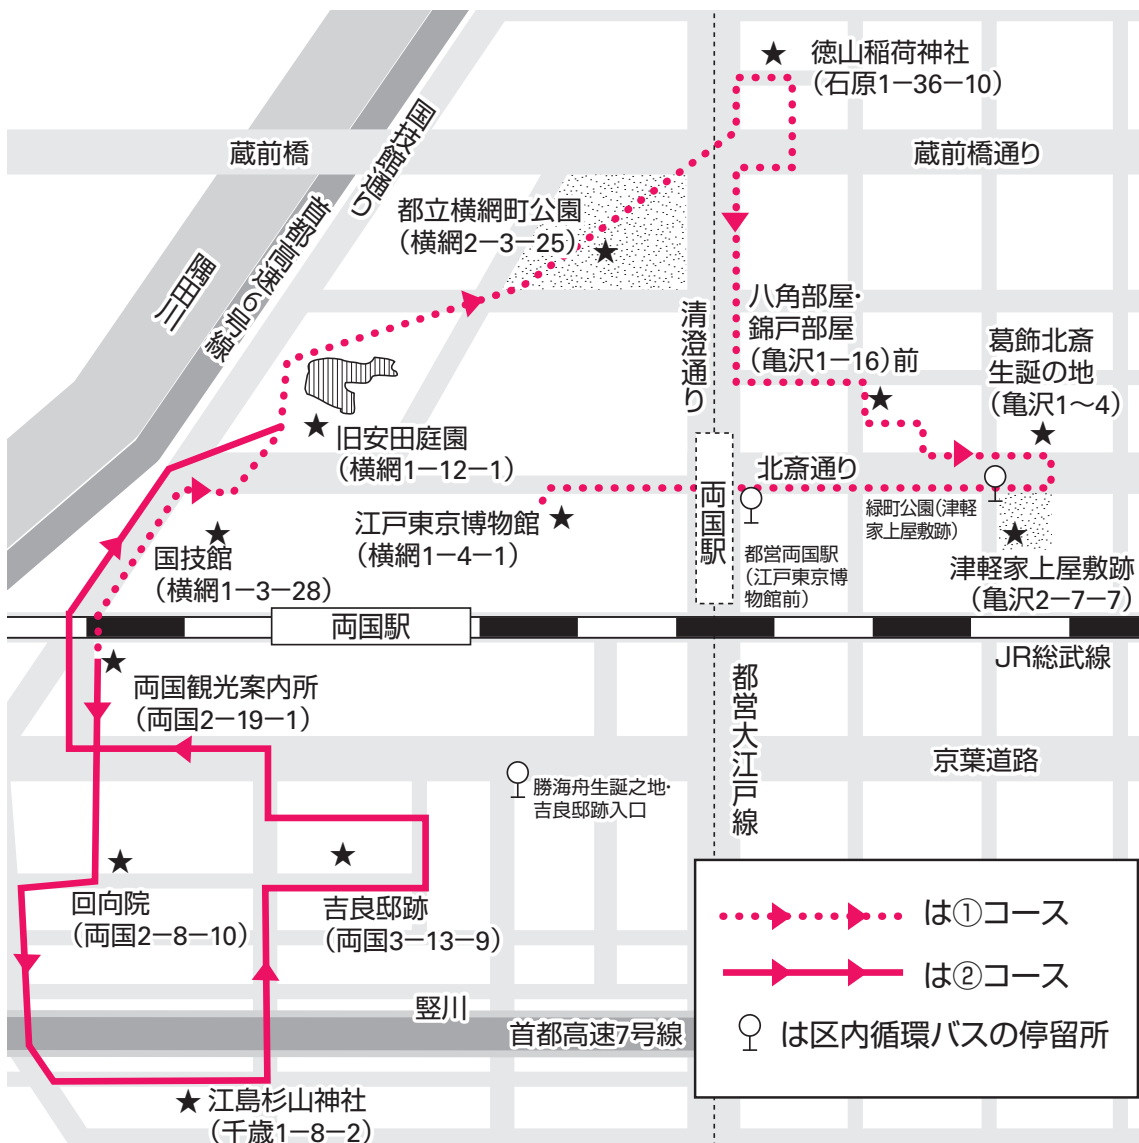 徳山稲荷神社
（石原1－36－10）
国技館通り
蔵前橋
蔵前橋通り
都立横網町公園
（横網2－3－25）
首都高速6号線
隅田川
清澄通り
八角部屋・
錦戸部屋
（亀沢1－16）前
葛飾北斎
生誕の地
（亀沢1～4）
旧安田庭園
（横網1－12－1）
北斎通り
両国駅
江戸東京博物館
（横網1－4－1）
緑町公園（津軽
家上屋敷跡）
国技館
（横網1－3－28）
都営両国駅
（江戸東京博
物館前）
津軽家上屋敷跡
（亀沢2－7－7）
両国駅
JR総武線
両国観光案内所
（両国2－19－1）
都営大江戸線
京葉道路
勝海舟生誕之地・
吉良邸跡入口
回向院
（両国2－8－10）
吉良邸跡
（両国3－13－9）
は①コース
は②コース
は区内循環バスの停留所
竪川
首都高速7号線
江島杉山神社
（千歳1－8－2）